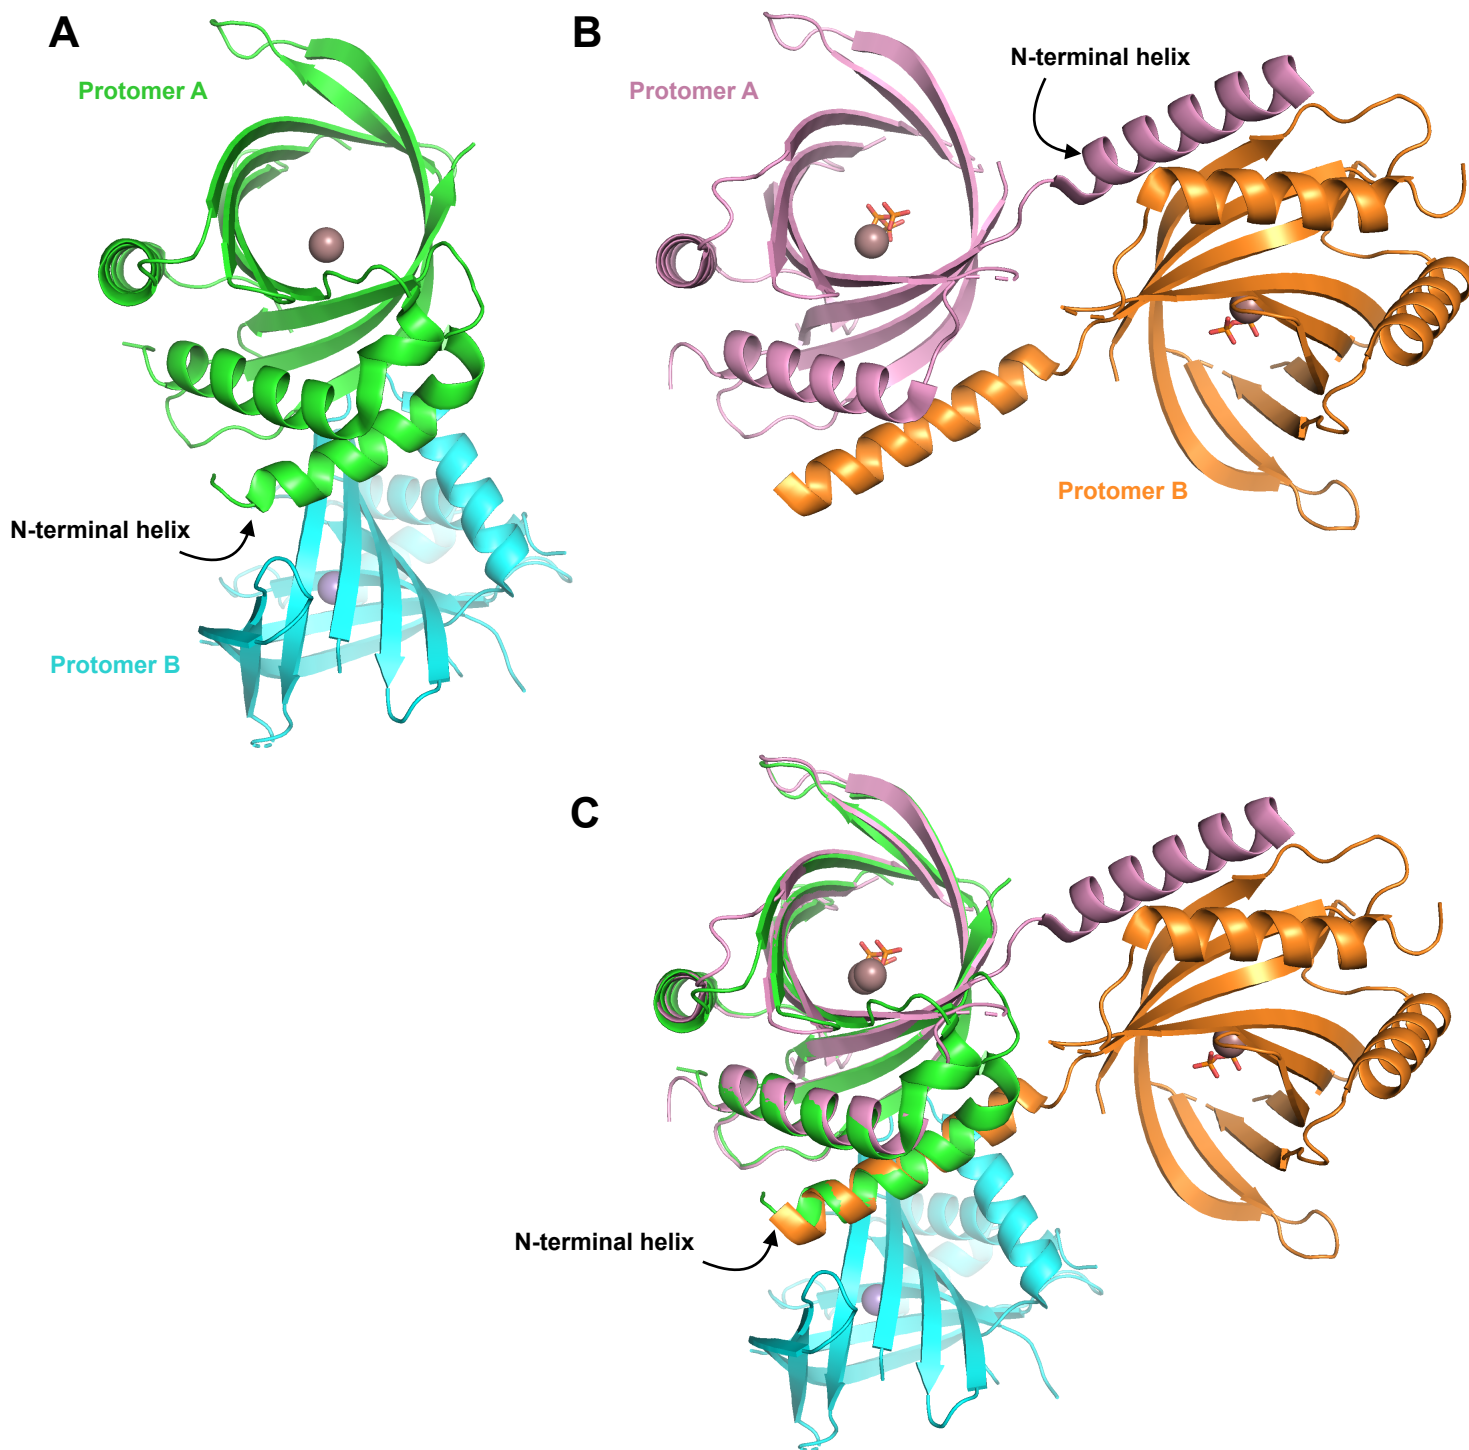 A
B
N-terminal helix
Protomer A
Protomer A
Protomer B
N-terminal helix
Protomer B
C
N-terminal helix